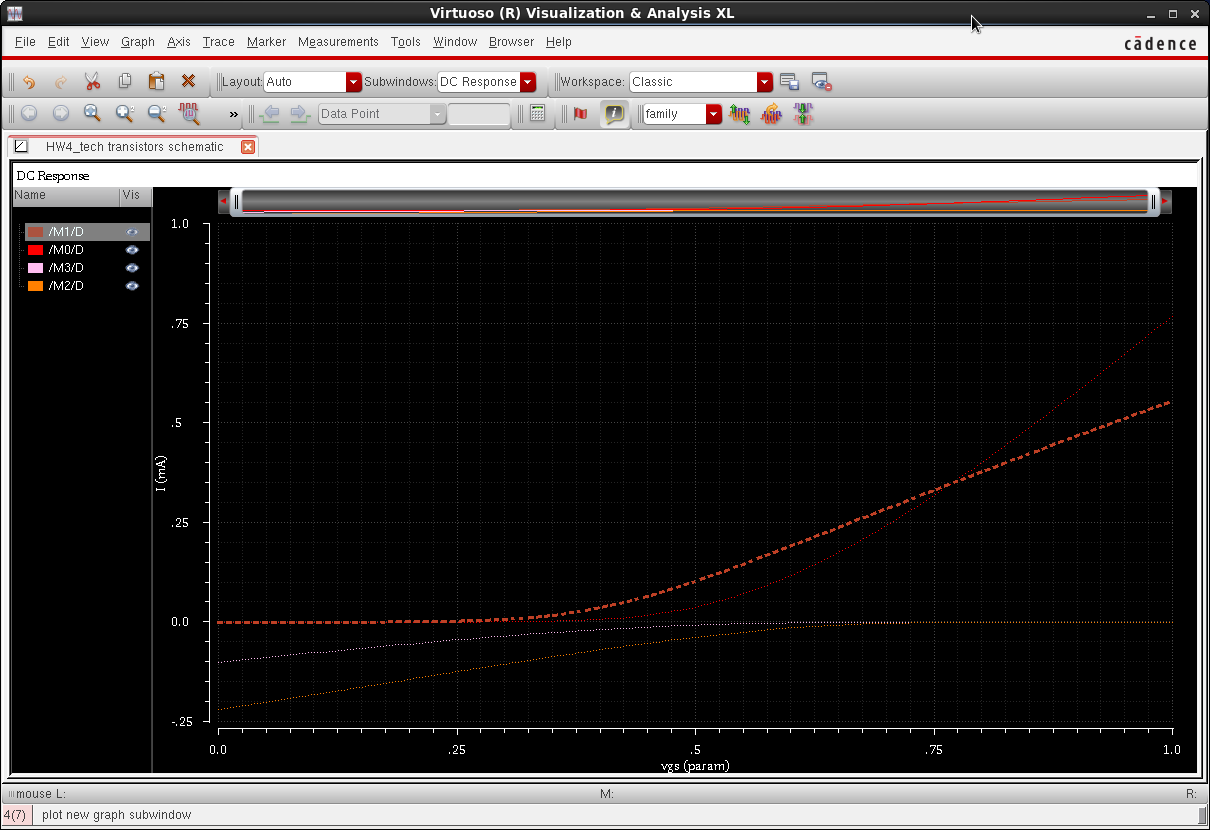 Virtuoso (R) Visualization & Analysis XL
File Edit View Graph Axis Trace Marker Measurements Tools Window Browser Help
cādence
Layout: Auto Subwindows: DC Response Workspace: Classic
» Data Point family
HW4_tech transistors schematic
DC Response
Name Vis
/M1/D
/M0/D
/M3/D
/M2/D
1.0
.75
.5
.25
0.0
-.25
I (mA)
0.0 .25 .5 .75 1.0
vgs (param)
mouse L: M: R:
4(7) plot new graph subwindow